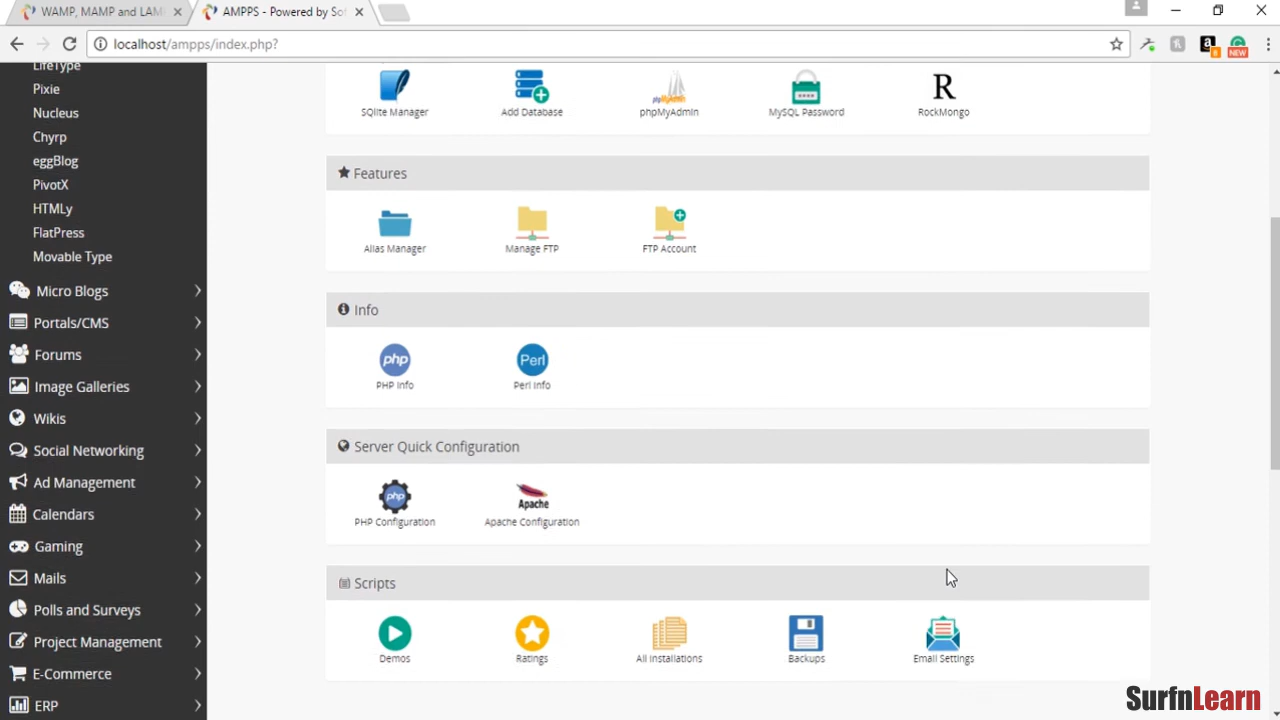 WAMP, MAMP and LAM
AMPPS - Powered by Sof
localhost/ampps/index.php?
8
NEW
LifeType
Pixie
Nucleus
Chyrp
eggBlog
PivotX
HTMLy
FlatPress
Movable Type
Micro Blogs
Portals/CMS
Forums
Image Galleries
Wikis
Social Networking
Ad Management
Calendars
Gaming
Mails
Polls and Surveys
Project Management
E-Commerce
ERP
phpMyAdmin
R
SQlite Manager
Add Database
phpMyAdmin
MySQL Password
RockMongo
Features
Alias Manager
Manage FTP
FTP Account
Info
php
Perl
PHP Info
Perl Info
Server Quick Configuration
php
Apache
PHP Configuration
Apache Configuration
Scripts
Demos
Ratings
All Installations
Backups
Email Settings
SurfnLearn